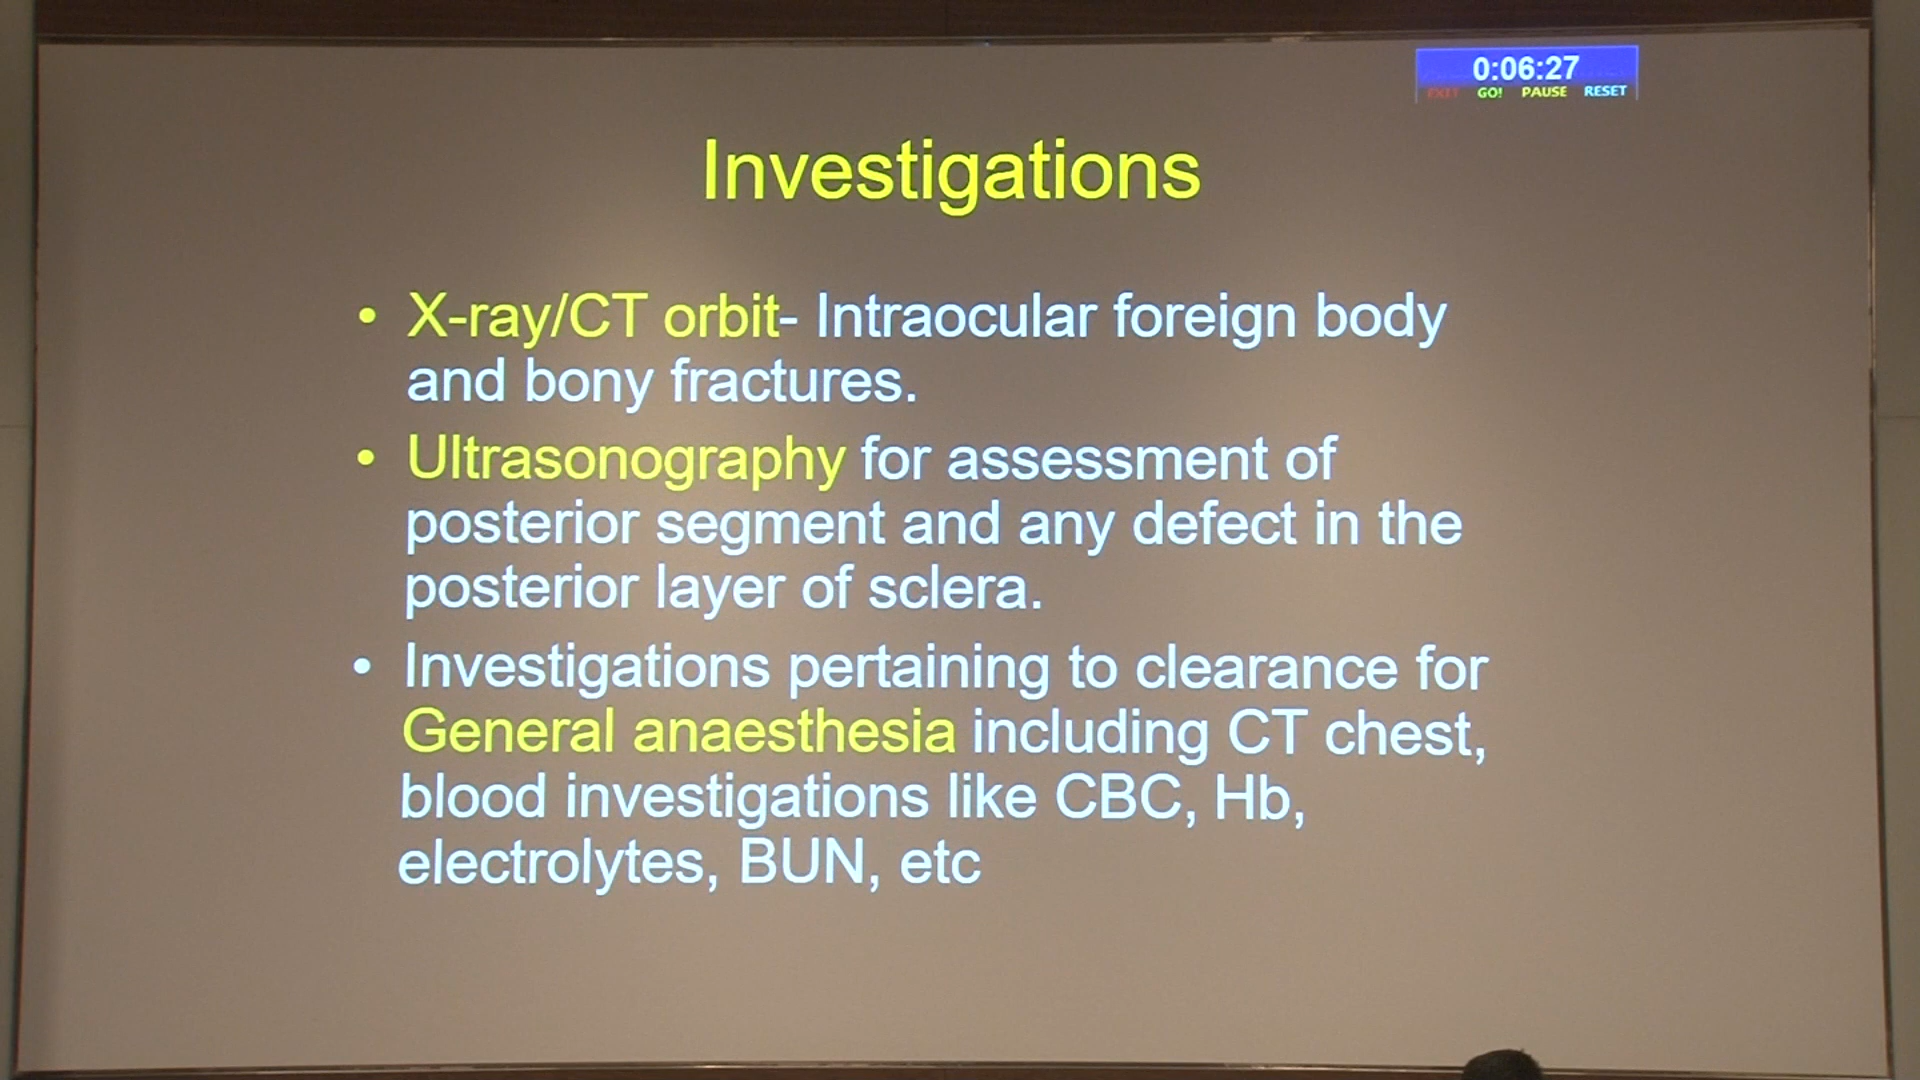 0:06:27
EXIT GO! PAUSE RESET
Investigations
• X-ray/CT orbit- Intraocular foreign body
and bony fractures.
• Ultrasonography for assessment of
posterior segment and any defect in the
posterior layer of sclera.
• Investigations pertaining to clearance for
General anaesthesia including CT chest,
blood investigations like CBC, Hb,
electrolytes, BUN, etc